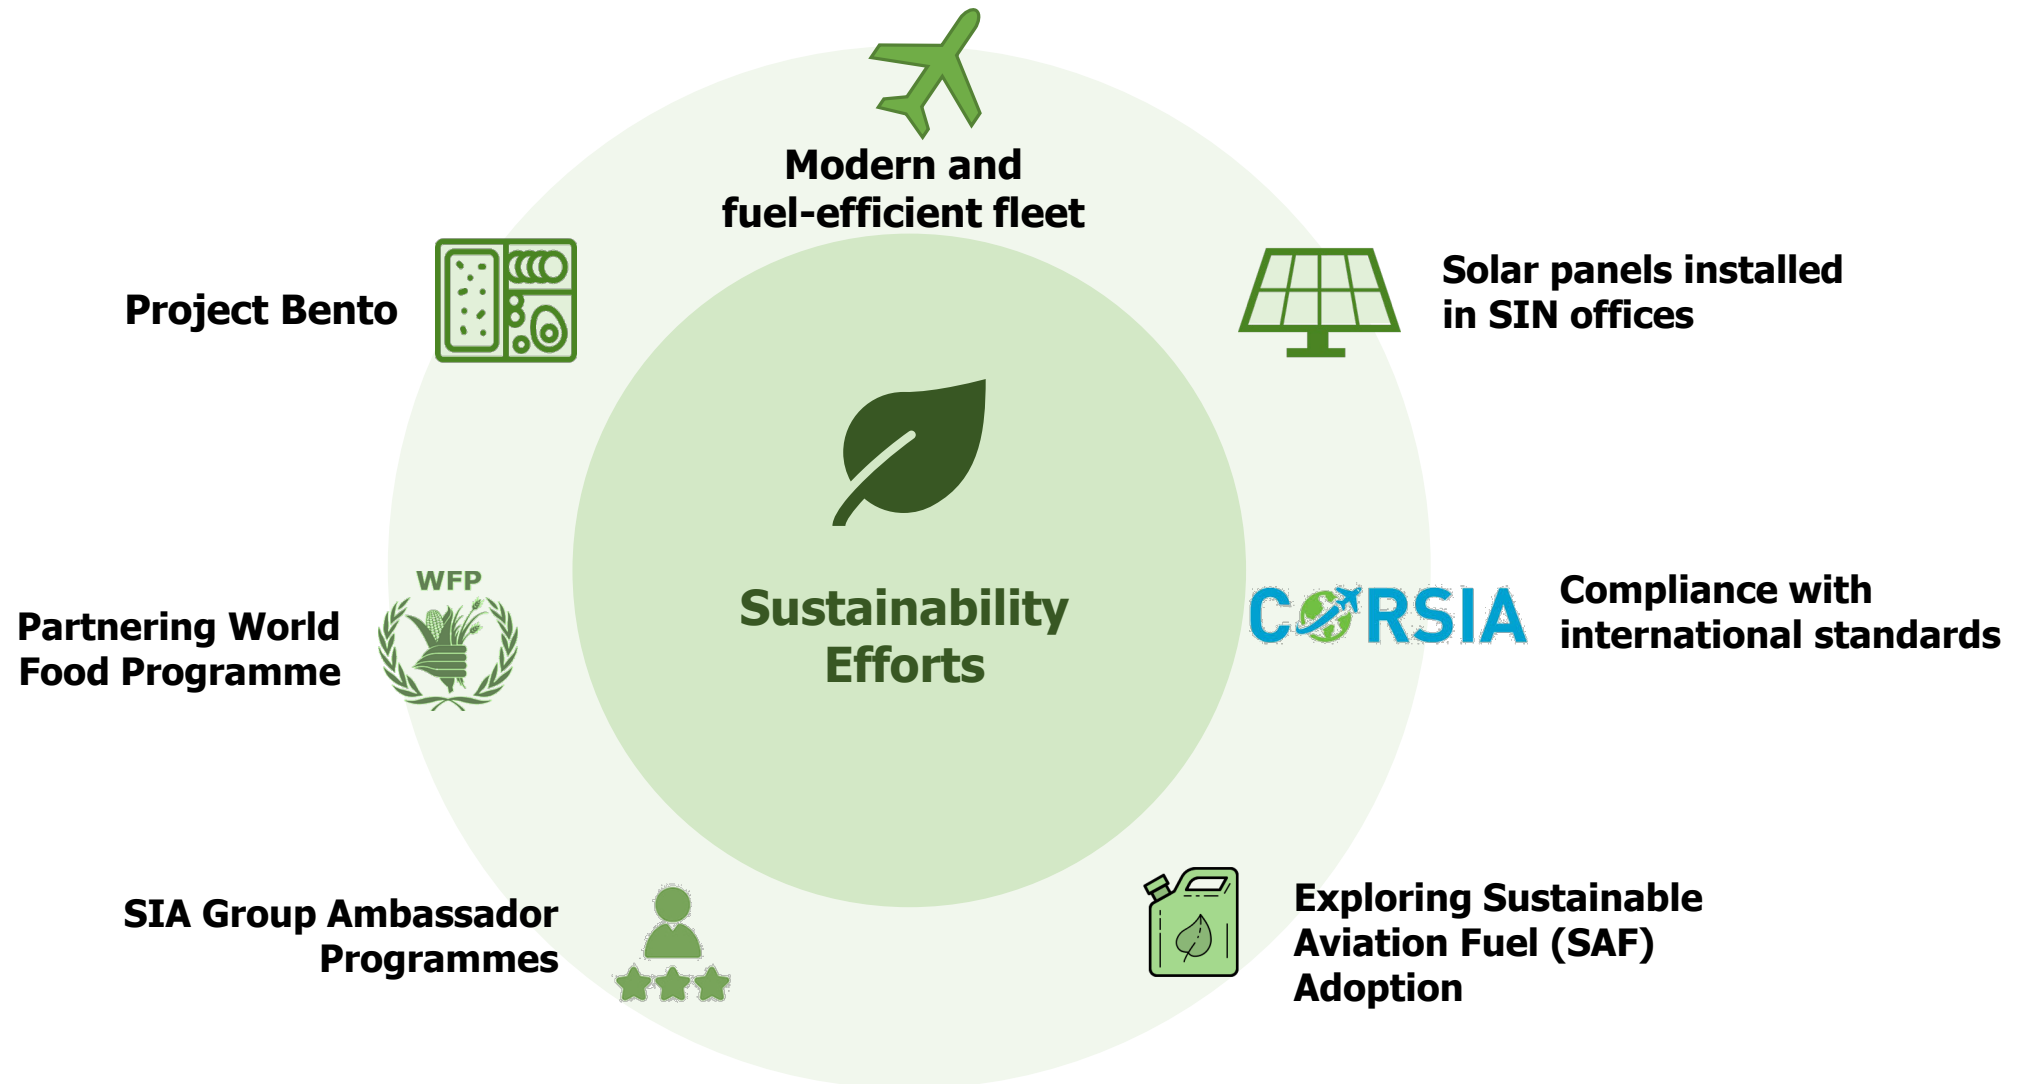 Modern and
fuel-efficient fleet
Solar panels installed
in SIN offices
CORSIA
Compliance with
international standards
Exploring Sustainable
Aviation Fuel (SAF)
Adoption
SIA Group Ambassador
Programmes
WFP
Partnering World
Food Programme
Project Bento
Sustainability
Efforts